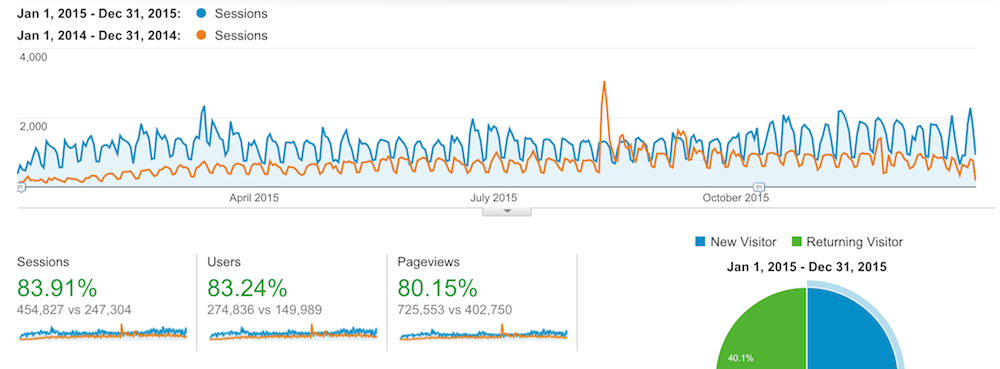 Jan 1, 2015 - Dec 31, 2015: Sessions
Jan 1, 2014 - Dec 31, 2014: Sessions
4,000
2,000
April 2015 July 2015 October 2015
New Visitor Returning Visitor
Jan 1, 2015 - Dec 31, 2015
Sessions
83.91%
454,827 vs 247,304
Users
83.24%
274,836 vs 149,989
Pageviews
80.15%
725,553 vs 402,750
40.1%